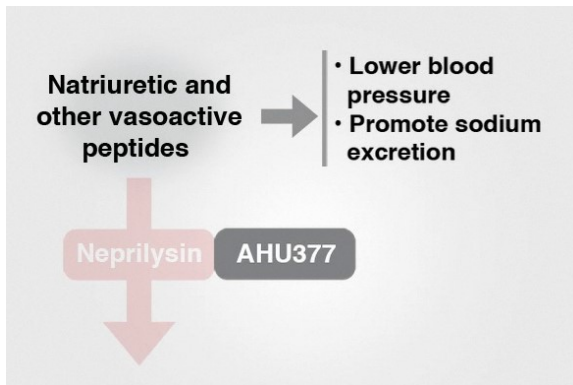 Natriuretic and
other vasoactive
peptides
• Lower blood
pressure
• Promote sodium
excretion
Neprilysin
AHU377